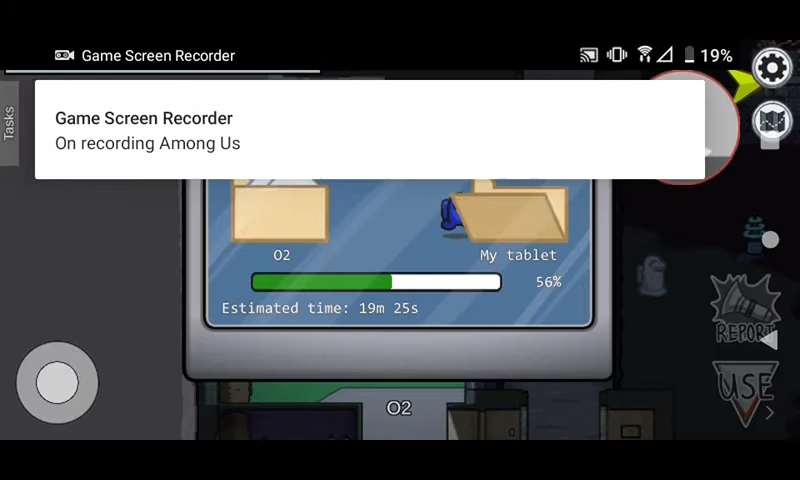 Game Screen Recorder
19%
Tasks
Game Screen Recorder
On recording Among Us
O2
My tablet
56%
Estimated time: 19m 25s
REPORT
USE
O2